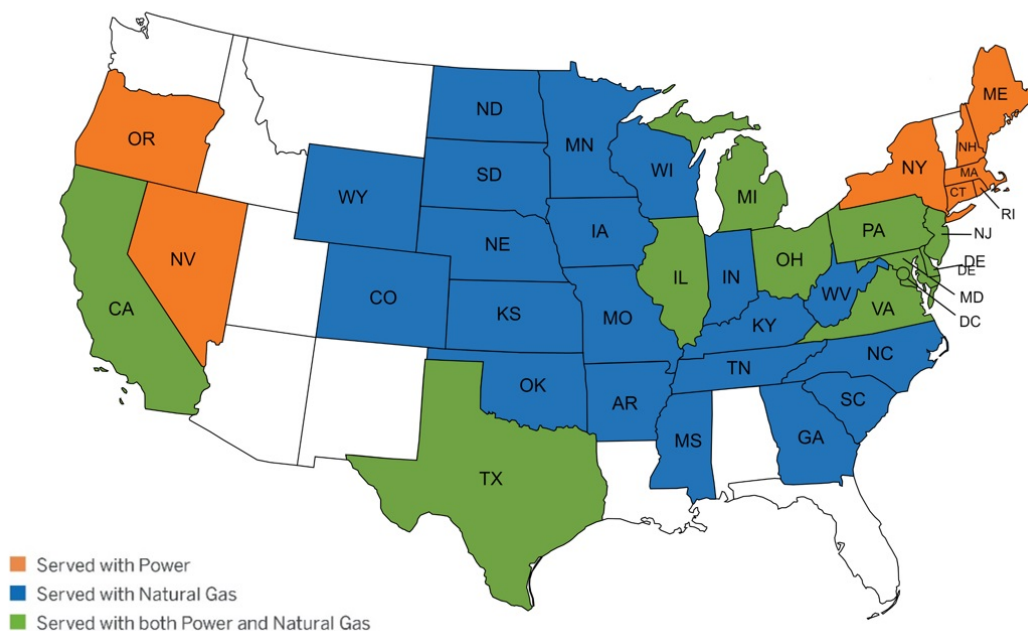 ME
ND
OR
MN
NH
NY
WI
MA
SD
CT
WY
MI
RI
IA
PA
NJ
NE
OH
DE
DE
NV
IL
IN
CO
WV
MD
CA
KS
MO
VA
DC
KY
NC
TN
OK
AR
SC
MS
GA
TX
Served with Power
Served with Natural Gas
Served with both Power and Natural Gas